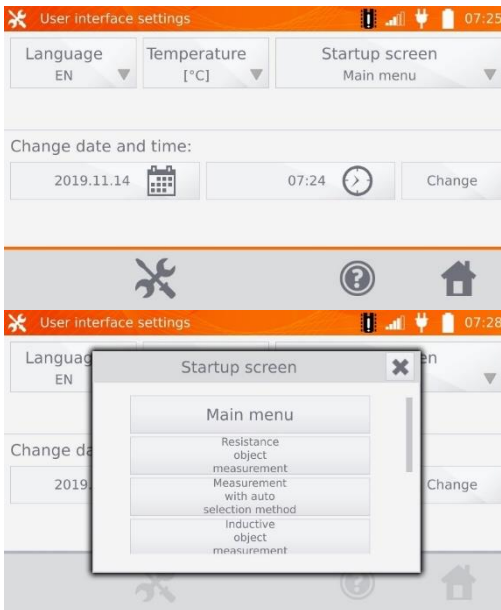 User interface settings 07:25
Language Temperature Startup screen
EN [°C] Main menu
Change date and time:
2019.11.14 07:24 Change
User interface settings 07:28
Languag Startup screen en
EN
Main menu
Change da
Resistance
object
measurement
2019. Measurement Change
with auto
selection method
Inductive
object
measurement